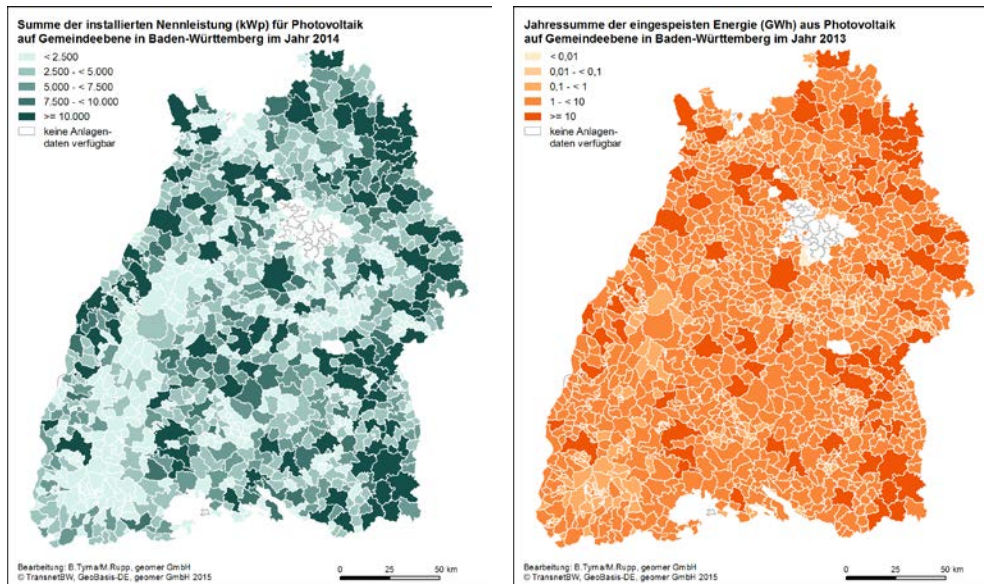 Summe der installierten Nennleistung (kWp) für Photovoltaik
auf Gemeindeebene in Baden-Württemberg im Jahr 2014
< 2.500
2.500 - < 5.000
5.000 - < 7.500
7.500 - < 10.000
>= 10.000
keine Anlagen-
daten verfügbar
Bearbeitung: B.Tyrna/M.Rupp, geomer GmbH
© TransnetBW, GeoBasis-DE, geomer GmbH 2015
0 25 50 km
Jahressumme der eingespeisten Energie (GWh) aus Photovoltaik
auf Gemeindeebene in Baden-Württemberg im Jahr 2013
< 0,01
0,01 - < 0,1
0,1 - < 1
1 - < 10
>= 10
keine Anlagen-
daten verfügbar
Bearbeitung: B.Tyrna/M.Rupp, geomer GmbH
© TransnetBW, GeoBasis-DE, geomer GmbH 2015
0 25 50 km